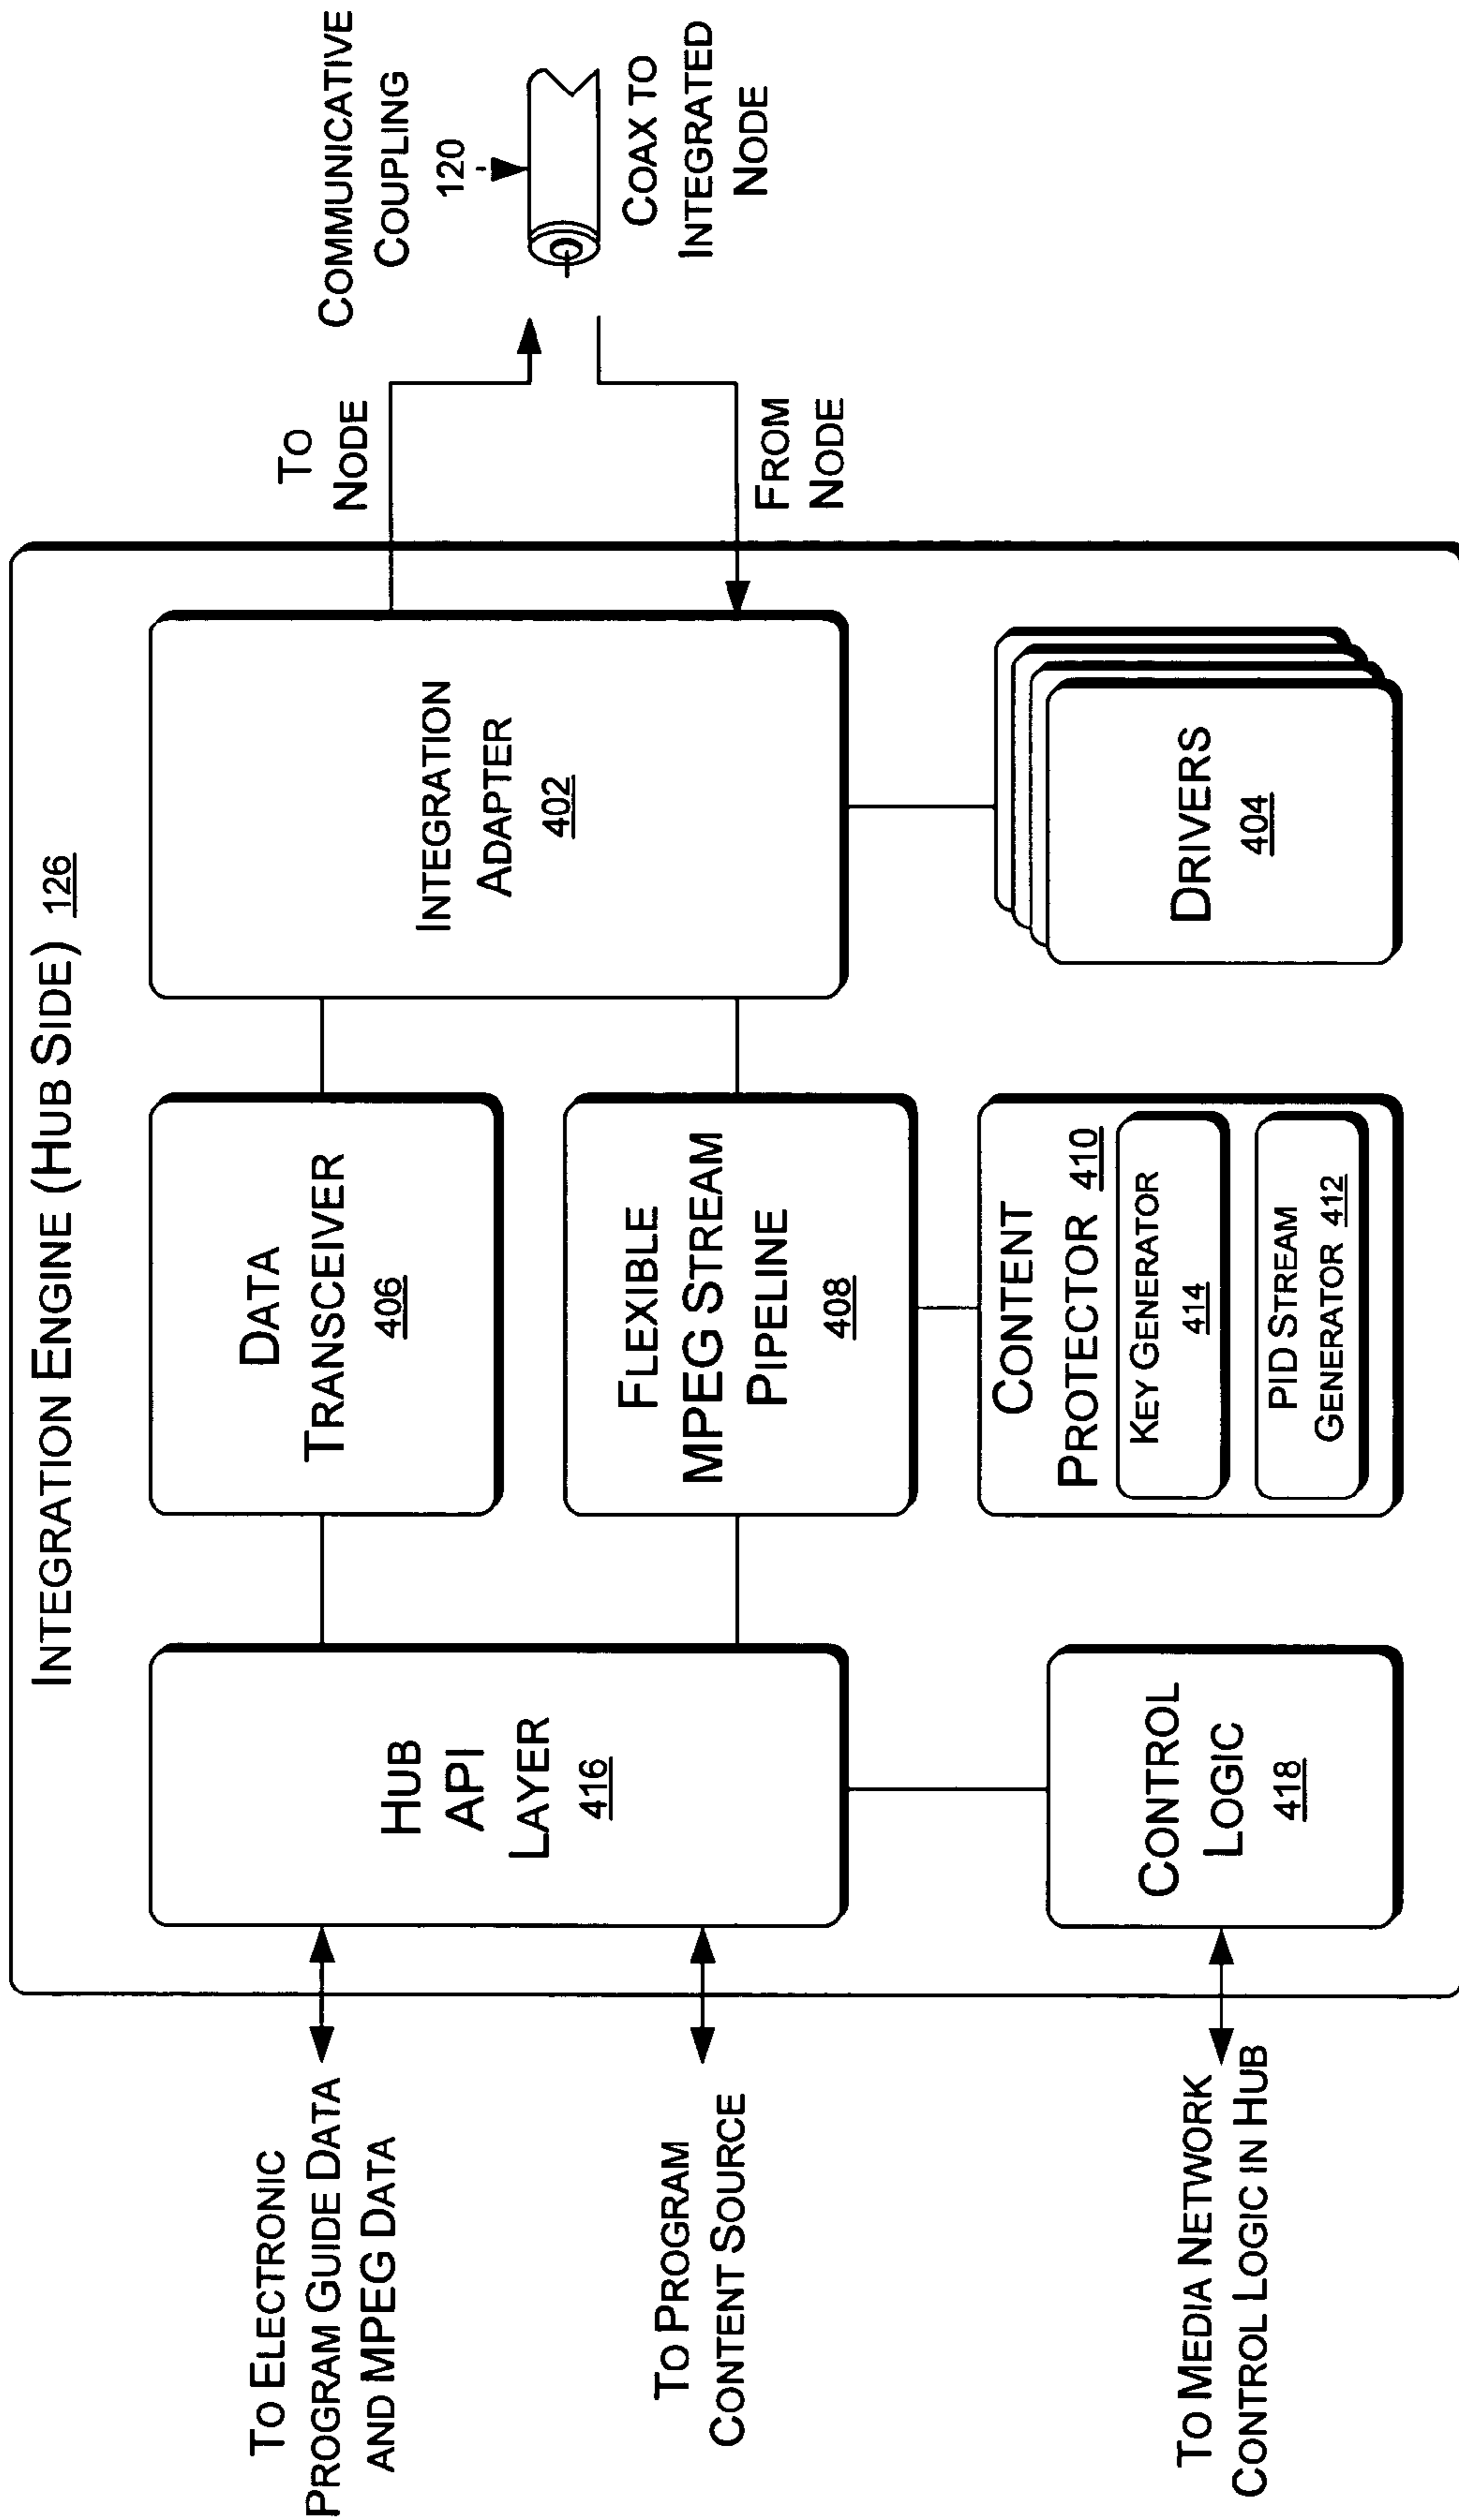 INTEGRATION ENGINE (HUB SIDE) 126
TO ELECTRONIC
PROGRAM GUIDE DATA
AND MPEG DATA
TO PROGRAM
CONTENT SOURCE
TO MEDIA NETWORK
CONTROL LOGIC IN HUB
HUB
API
LAYER
416
CONTROL
LOGIC
418
DATA
TRANSCEIVER
406
FLEXIBLE
MPEG STREAM
PIPELINE
408
CONTENT
PROTECTOR 410
KEY GENERATOR
414
PID STREAM
GENERATOR 412
INTEGRATION
ADAPTER
402
DRIVERS
404
TO
NODE
FROM
NODE
COMMUNICATIVE
COUPLING
120
COAX TO
INTEGRATED
NODE